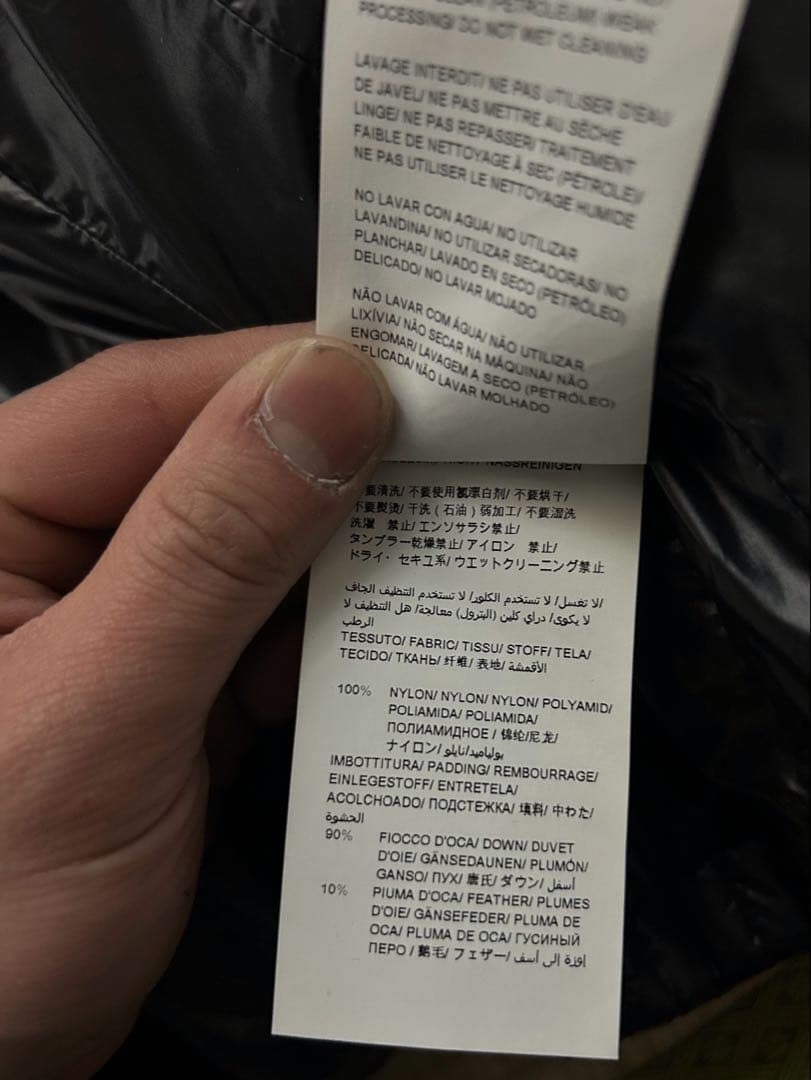 CLEAN (PETROLEUM) WEAK
PROCESSING/ DO NOT WET CLEANING
LAVAGE INTERDIT/ NE PAS UTILISER D'EAU
DE JAVEL/ NE PAS METTRE AU SÈCHE
LINGE/ NE PAS REPASSER/ TRAITEMENT
FAIBLE DE NETTOYAGE À SEC (PÉTROLE)/
NE PAS UTILISER LE NETTOYAGE HUMIDE
NO LAVAR CON AGUA/ NO UTILIZAR
LAVANDINA/ NO UTILIZAR SECADORAS/ NO
PLANCHAR/ LAVADO EN SECO (PETRÓLEO)
DELICADO/ NO LAVAR MOJADO
NÃO LAVAR COM ÁGUA/ NÃO UTILIZAR
LIXÍVIA/ NÃO SECAR NA MÁQUINA/ NÃO
ENGOMAR/ LAVAGEM A SECO (PETRÓLEO)
DELICADA/ NÃO LAVAR MOLHADO
NASSREINIGEN
要清洗/ 不要使用氯漂白剂/ 不要烘干/
不要熨烫/ 干洗 ( 石油 ) 弱加工/ 不要湿洗
洗濯 禁止/ エンソサラシ禁止/
タンブラー乾燥禁止/ アイロン 禁止/
ドライ・セキユ系/ ウエットクリーニング禁止
/لا تغسل/ لا تستخدم الكلور/ لا تستخدم التنظيف الجاف
لا يكوى/ دراي كلين (البترول) معالجة/ هل التنظيف لا
الرطب
TESSUTO/ FABRIC/ TISSU/ STOFF/ TELA/
TECIDO/ ТКАНЬ/ 纤维/ 表地/ الأقمشة
100% NYLON/ NYLON/ NYLON/ POLYAMID/
POLIAMIDA/ POLIAMIDA/
ПОЛИАМИДНОЕ / 锦纶/尼龙/
ナイロン/ بولياميد/نايلو
IMBOTTITURA/ PADDING/ REMBOURRAGE/
EINLEGESTOFF/ ENTRETELA/
ACOLCHOADO/ ПОДСТЕЖКА/ 填料/ 中わた/
الحشوة
90% FIOCCO D'OCA/ DOWN/ DUVET
D'OIE/ GÄNSEDAUNEN/ PLUMÓN/
GANSO/ ПУХ/ 唐氏/ ダウン/ أسفل
10% PIUMA D'OCA/ FEATHER/ PLUMES
D'OIE/ GÄNSEFEDER/ PLUMA DE
OCA/ PLUMA DE OCA/ ГУСИНЫЙ
ПЕРО / 鹅毛/ フェザー/ اوزة إلى أسف